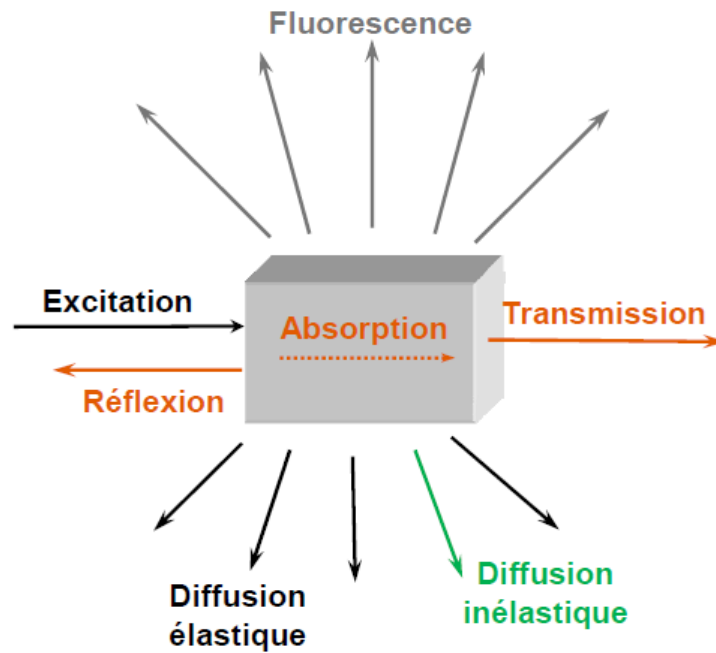 Fluorescence
Excitation
Absorption
Transmission
Réflexion
Diffusion
élastique
Diffusion
inélastique